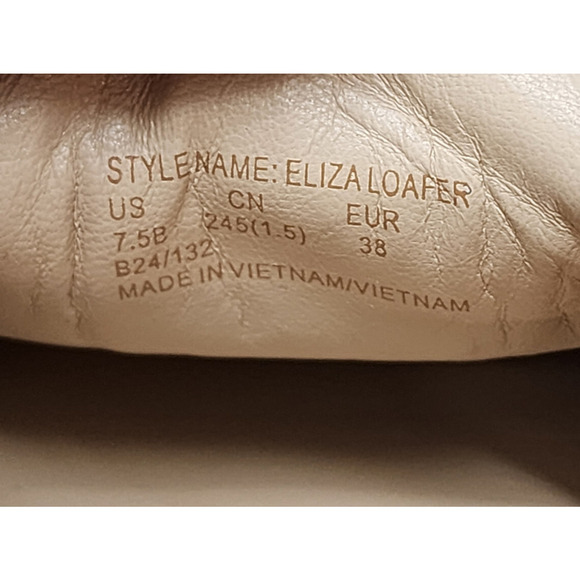 STYLE NAME: ELIZA LOAFER
US CN EUR
7.5B 245(1.5) 38
B24/132
MADE IN VIETNAM/VIETNAM